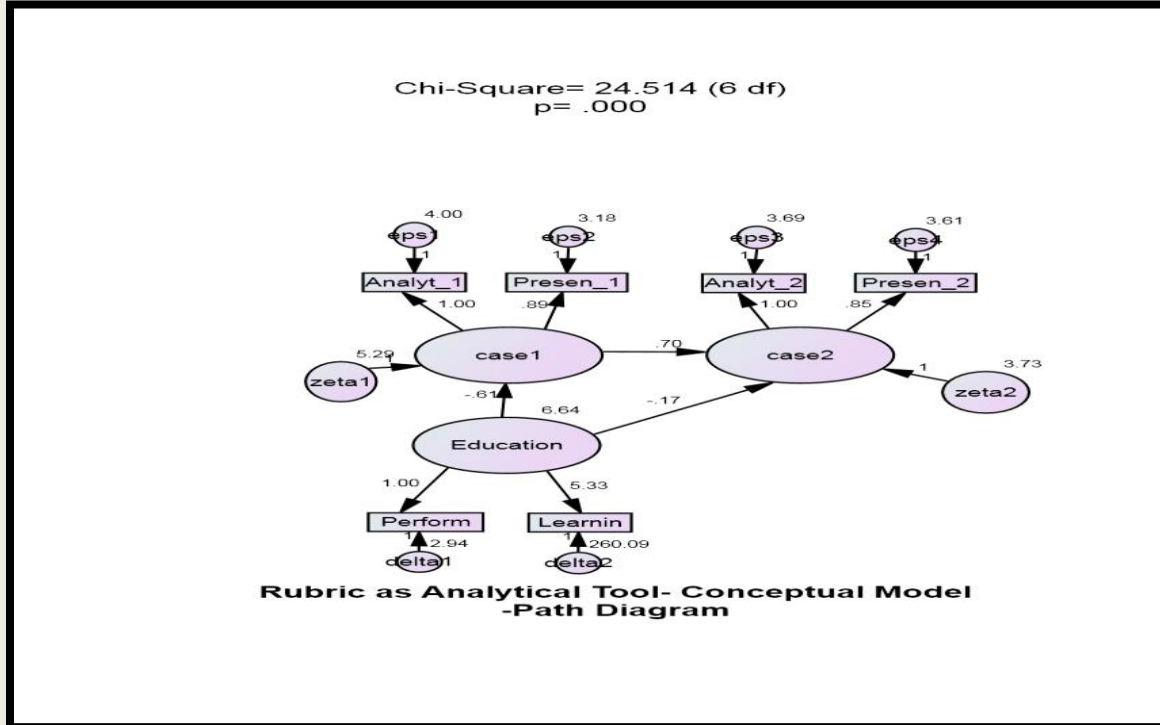 Chi-Square= 24.514 (6 df)
p= .000
4.00
3.18
3.69
3.61
eps1
eps2
eps3
eps4
1
1
1
1
Analyt_1
Presen_1
Analyt_2
Presen_2
1.00
.89
1.00
.85
case1
.70
case2
5.29
1
zeta1
1
3.73
zeta2
-.61
6.64
-.17
Education
1.00
5.33
Perform
Learnin
1
2.94
1
260.09
delta1
delta2
Rubric as Analytical Tool- Conceptual Model
-Path Diagram